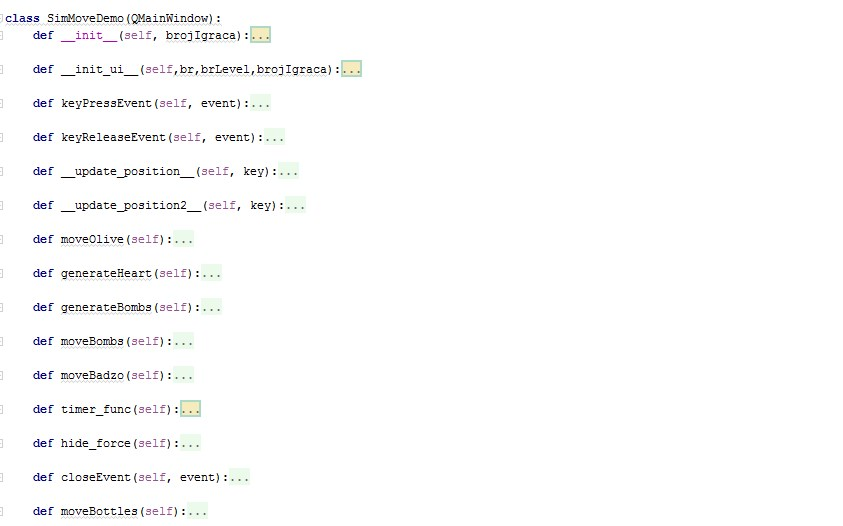 class SimMoveDemo(QMainWindow):
def __init__(self, brojIgraca):...
def __init_ui__(self,br,brLevel,brojIgraca):...
def keyPressEvent(self, event):...
def keyReleaseEvent(self, event):...
def __update_position__(self, key):...
def __update_position2__(self, key):...
def moveOlive(self):...
def generateHeart(self):...
def generateBombs(self):...
def moveBombs(self):...
def moveBadzo(self):...
def timer_func(self):...
def hide_force(self):...
def closeEvent(self, event):...
def moveBottles(self):...